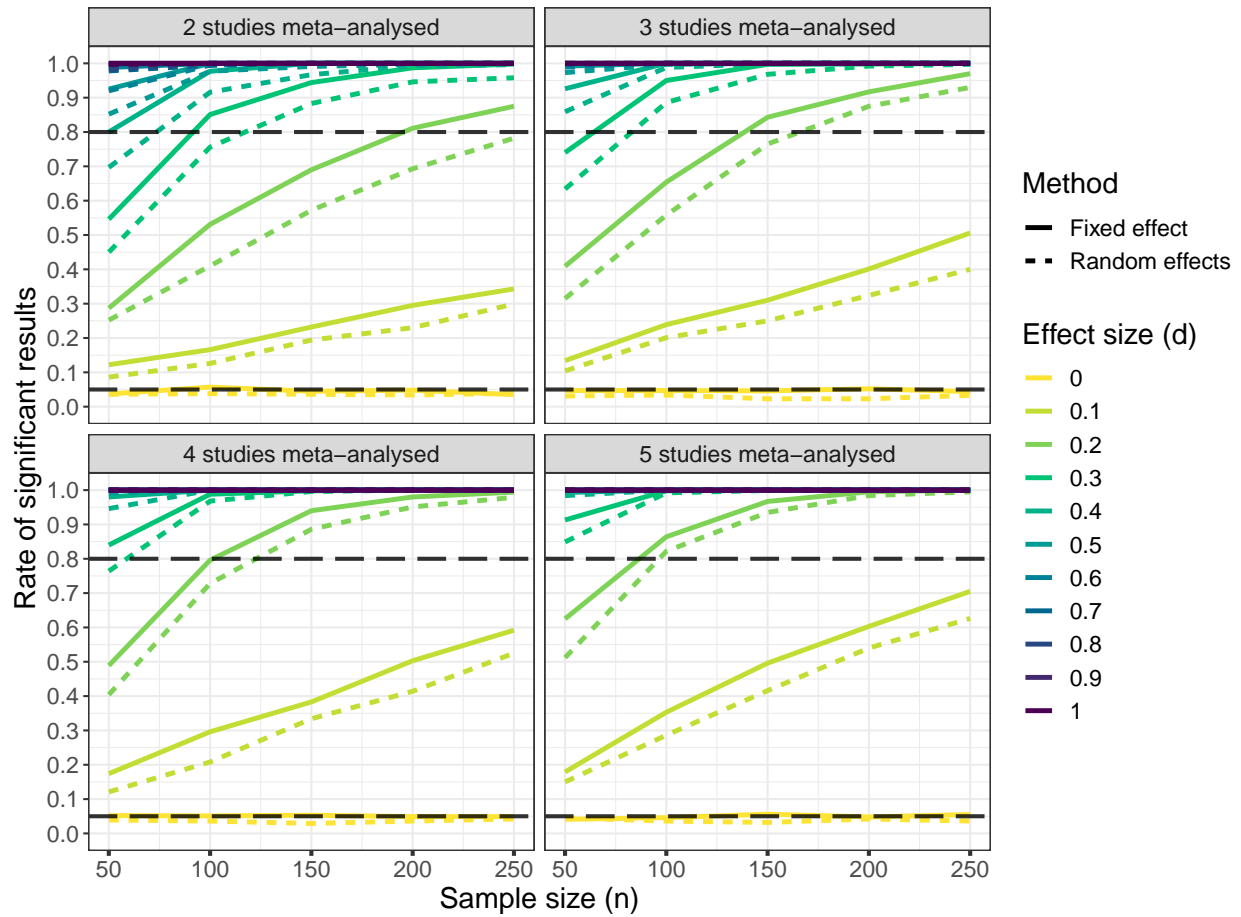 2 studies meta−analysed
3 studies meta−analysed
1.0
0.9
0.8
0.7
0.6
0.5
0.4
0.3
0.2
0.1
0.0
4 studies meta−analysed
5 studies meta−analysed
1.0
0.9
0.8
0.7
0.6
0.5
0.4
0.3
0.2
0.1
0.0
50 100 150 200 250
50 100 150 200 250
Sample size (n)
Rate of significant results
Method
Fixed effect
Random effects
Effect size (d)
0
0.1
0.2
0.3
0.4
0.5
0.6
0.7
0.8
0.9
1